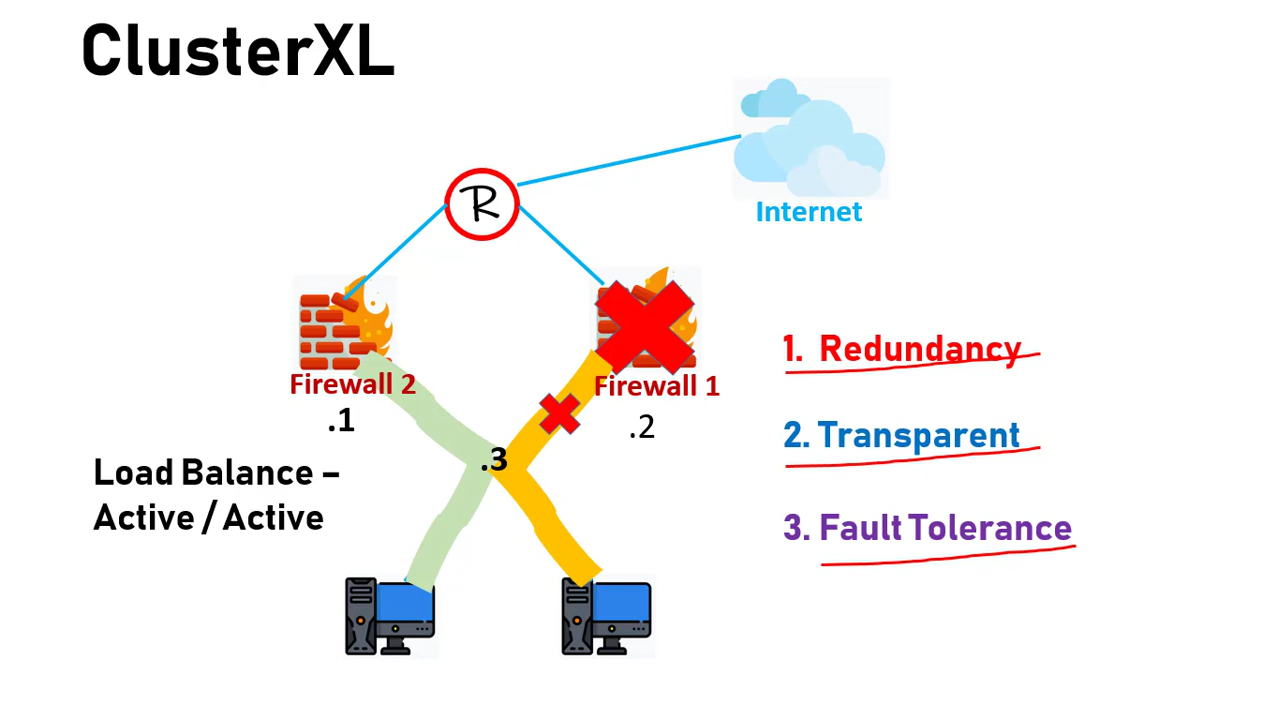 ClusterXL
R
Internet
Firewall 2
.1
Firewall 1
.2
.3
Load Balance –
Active / Active
1. Redundancy
2. Transparent
3. Fault Tolerance